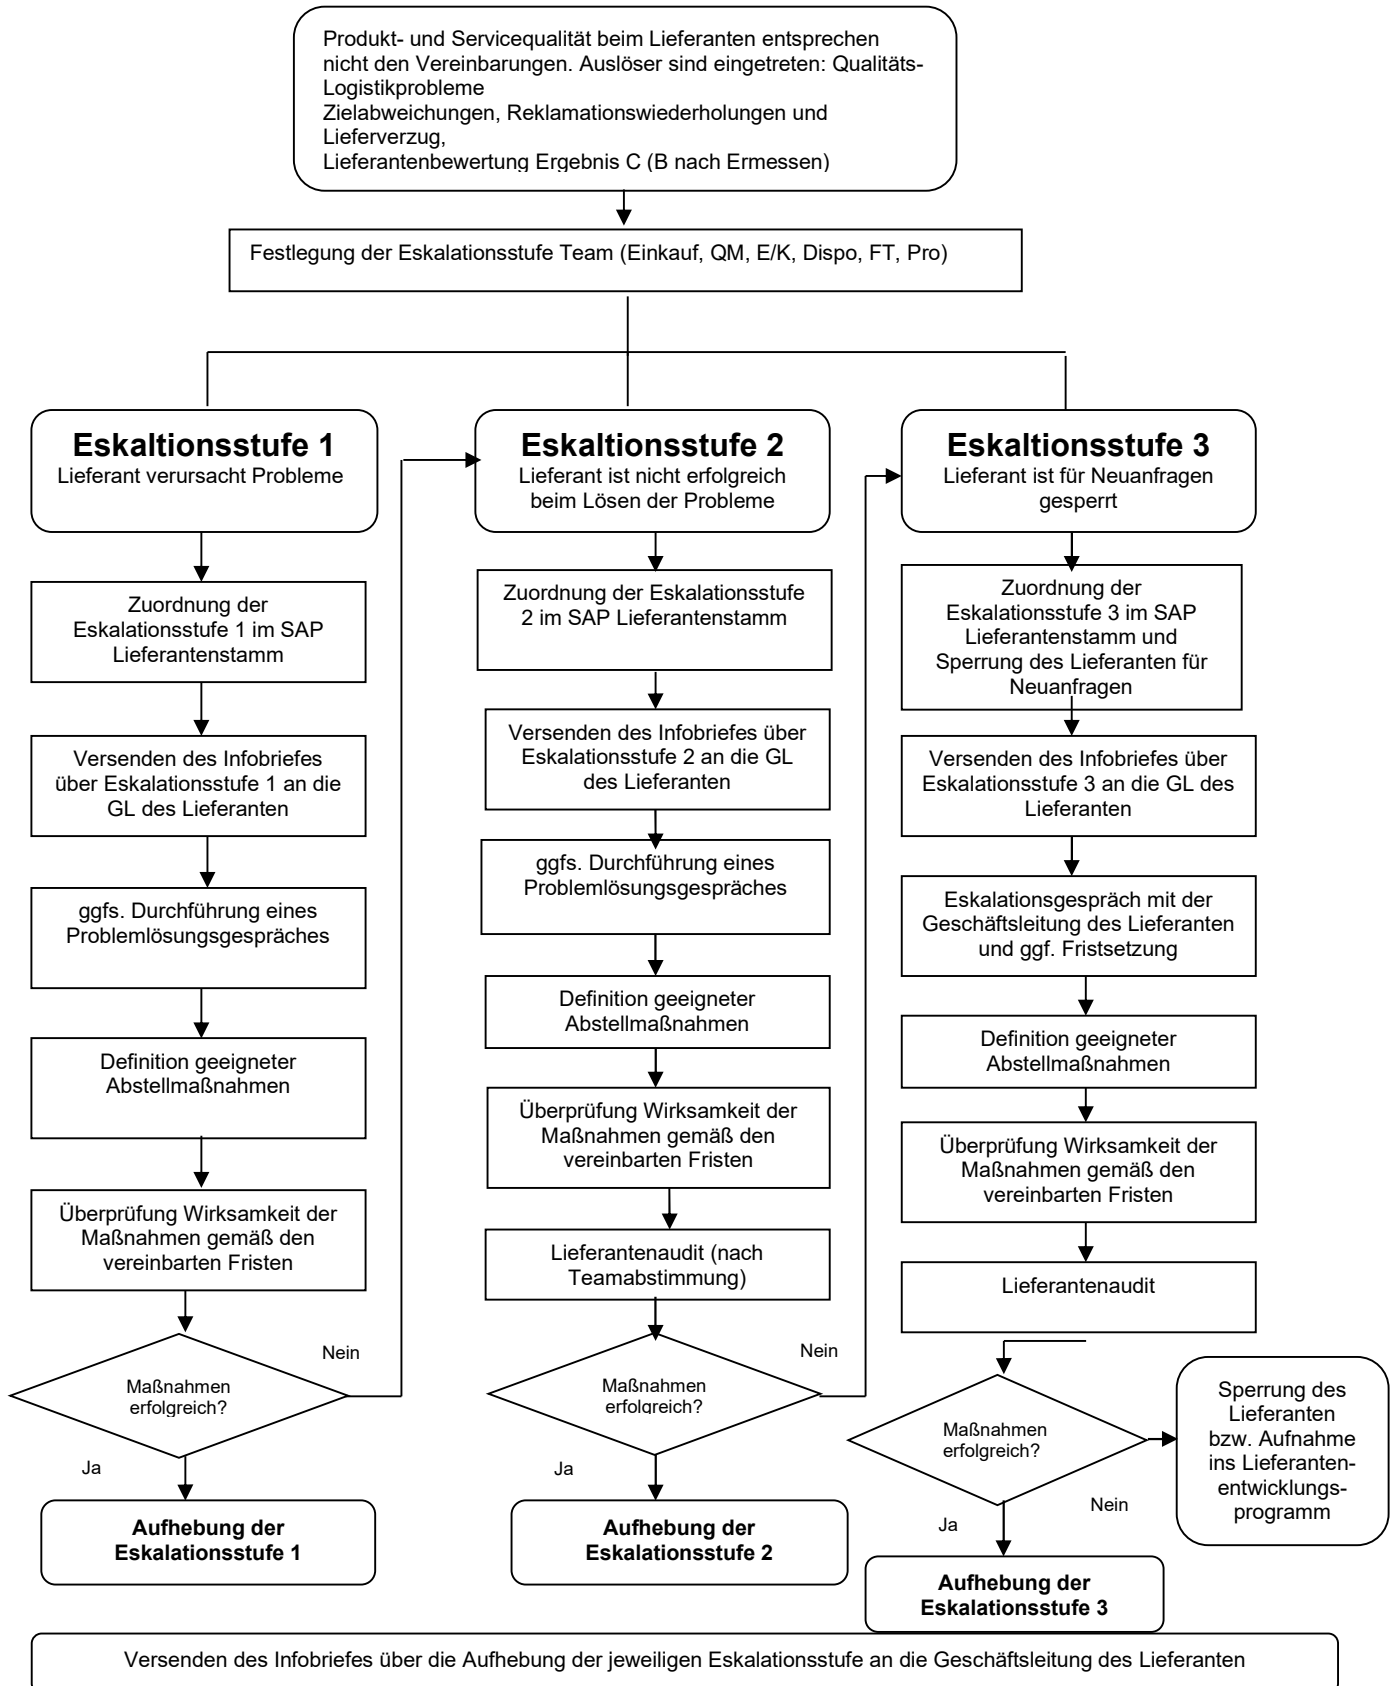 Produkt- und Servicequalität beim Lieferanten entsprechen
nicht den Vereinbarungen. Auslöser sind eingetreten: Qualitäts-
Logistikprobleme
Zielabweichungen, Reklamationswiederholungen und
Lieferverzug,
Lieferantenbewertung Ergebnis C (B nach Ermessen)
Festlegung der Eskalationsstufe Team (Einkauf, QM, E/K, Dispo, FT, Pro)
Eskaltionsstufe 1
Lieferant verursacht Probleme
Zuordnung der
Eskalationsstufe 1 im SAP
Lieferantenstamm
Versenden des Infobriefes
über Eskalationsstufe 1 an die
GL des Lieferanten
ggfs. Durchführung eines
Problemlösungsgespräches
Definition geeigneter
Abstellmaßnahmen
Überprüfung Wirksamkeit der
Maßnahmen gemäß den
vereinbarten Fristen
Maßnahmen
erfolgreich?
Nein
Ja
Aufhebung der
Eskalationsstufe 1
Eskaltionsstufe 2
Lieferant ist nicht erfolgreich
beim Lösen der Probleme
Zuordnung der Eskalationsstufe
2 im SAP Lieferantenstamm
Versenden des Infobriefes über
Eskalationsstufe 2 an die GL
des Lieferanten
ggfs. Durchführung eines
Problemlösungsgespräches
Definition geeigneter
Abstellmaßnahmen
Überprüfung Wirksamkeit der
Maßnahmen gemäß den
vereinbarten Fristen
Lieferantenaudit (nach
Teamabstimmung)
Maßnahmen
erfolgreich?
Nein
Ja
Aufhebung der
Eskalationsstufe 2
Eskaltionsstufe 3
Lieferant ist für Neuanfragen
gesperrt
Zuordnung der
Eskalationsstufe 3 im SAP
Lieferantenstamm und
Sperrung des Lieferanten für
Neuanfragen
Versenden des Infobriefes über
Eskalationsstufe 3 an die GL des
Lieferanten
Eskalationsgespräch mit der
Geschäftsleitung des Lieferanten
und ggf. Fristsetzung
Definition geeigneter
Abstellmaßnahmen
Überprüfung Wirksamkeit der
Maßnahmen gemäß den
vereinbarten Fristen
Lieferantenaudit
Maßnahmen
erfolgreich?
Nein
Ja
Sperrung des
Lieferanten
bzw. Aufnahme
ins Lieferanten-
entwicklungs-
programm
Aufhebung der
Eskalationsstufe 3
Versenden des Infobriefes über die Aufhebung der jeweiligen Eskalationsstufe an die Geschäftsleitung des Lieferanten